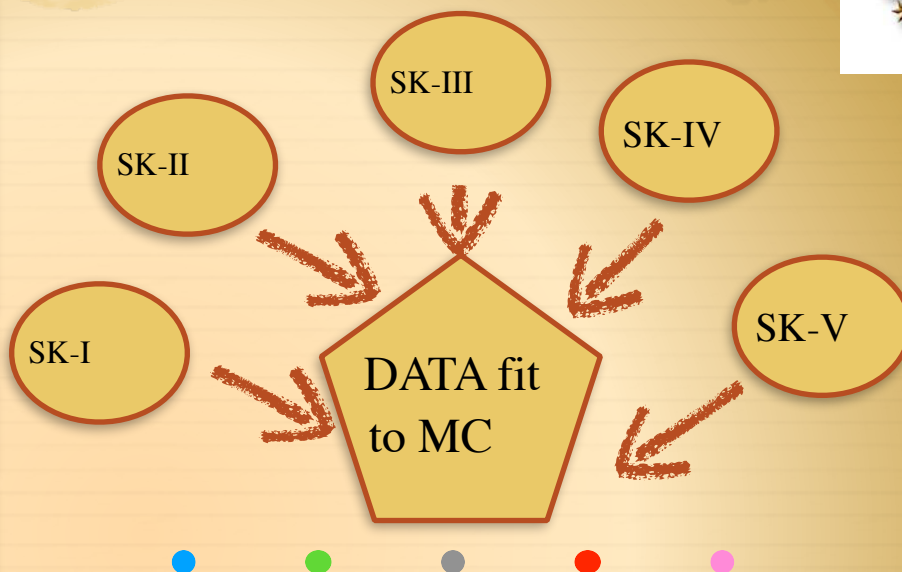 SK-III
SK-IV
SK-II
SK-V
SK-I
DATA fit
to MC